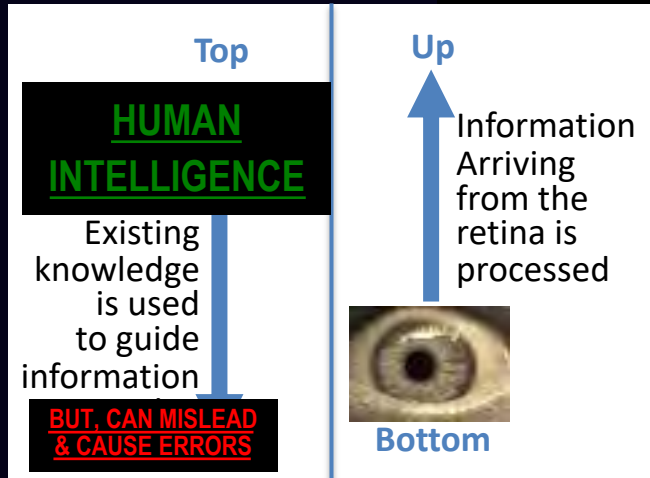 Top
HUMAN
INTELLIGENCE
Existing
knowledge
is used
to guide
information
BUT, CAN MISLEAD
& CAUSE ERRORS
Up
Information
Arriving
from the
retina is
processed
Bottom